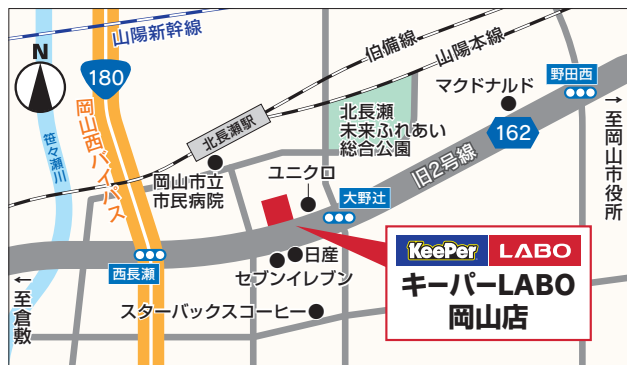 山陽新幹線
N
180
岡山西バイパス
笹々瀬川
北長瀬駅
伯備線
山陽本線
野田西
マクドナルド
162
→至岡山市役所
北長瀬
未来ふれあい
総合公園
旧2号線
岡山市立
市民病院
ユニクロ
大野辻
西長瀬
日産
セブンイレブン
スターバックスコーヒー
←至倉敷
KeePer LABO
キーパーLABO
岡山店